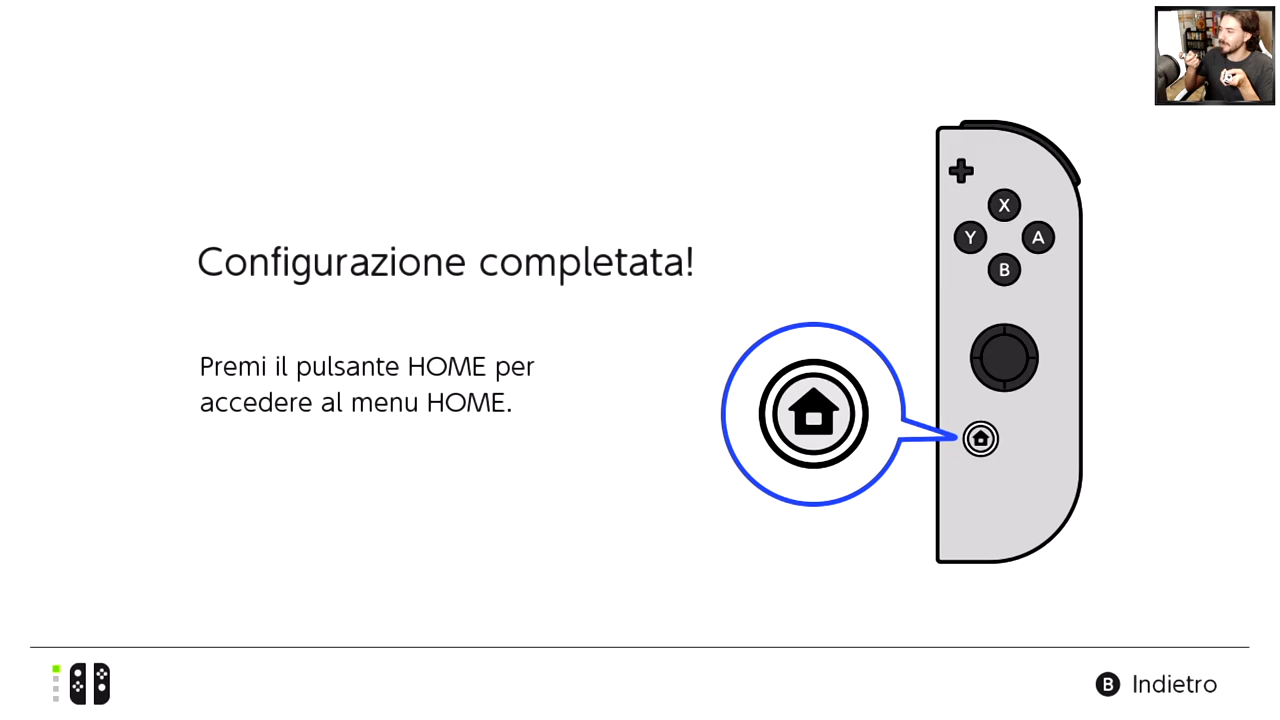 Configurazione completata!
Premi il pulsante HOME per
accedere al menu HOME.
X
Y
A
B
B Indietro